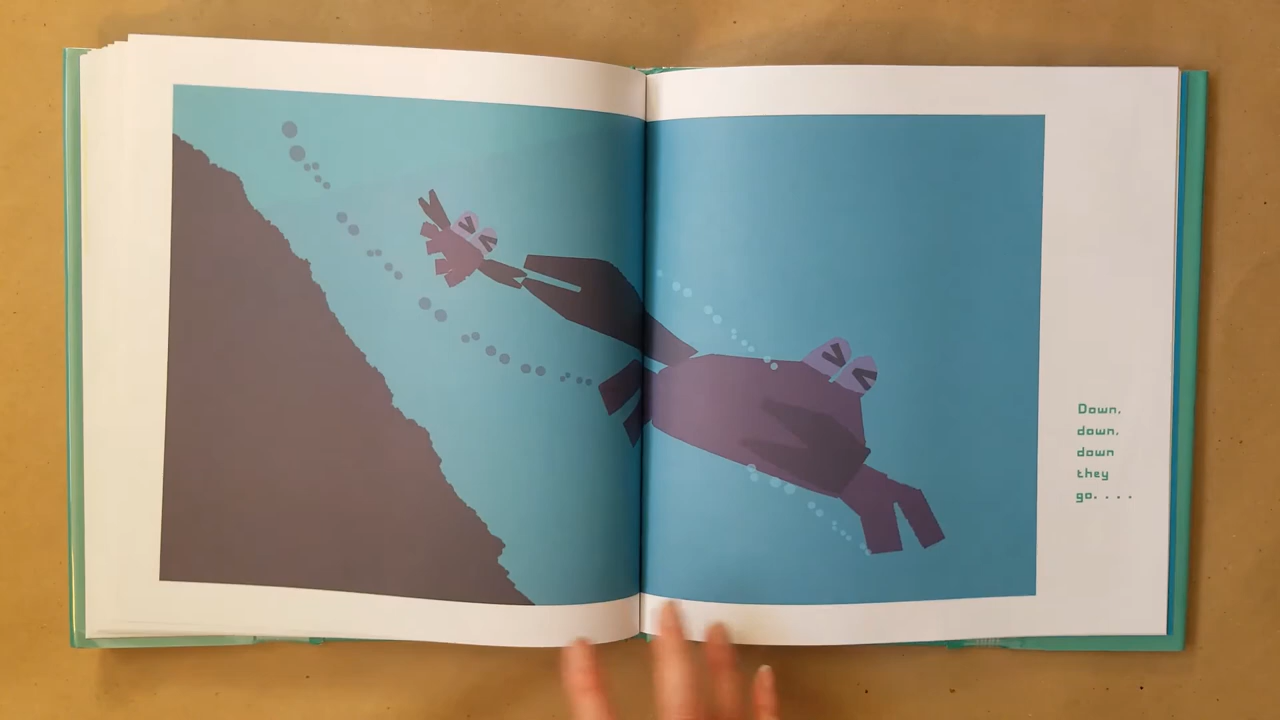 Down,
down,
down
they
go. . . .